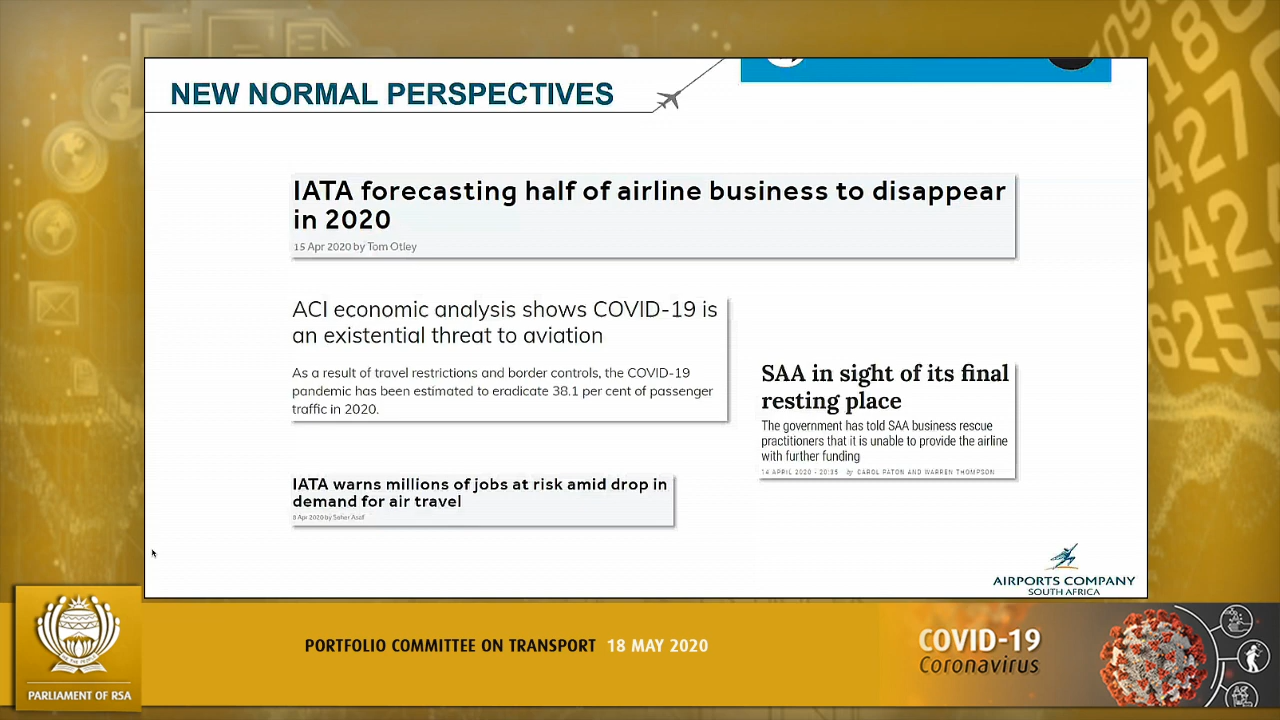 NEW NORMAL PERSPECTIVES
IATA forecasting half of airline business to disappear
in 2020
15 Apr 2020 by Tom Otley
ACI economic analysis shows COVID-19 is
an existential threat to aviation
As a result of travel restrictions and border controls, the COVID-19
pandemic has been estimated to eradicate 38.1 per cent of passenger
traffic in 2020.
SAA in sight of its final
resting place
The government has told SAA business rescue
practitioners that it is unable to provide the airline
with further funding
14 APRIL 2020 - 20:35 by CAROL PATON AND WARREN THOMPSON
IATA warns millions of jobs at risk amid drop in
demand for air travel
Apr 2020 by
AIRPORTS COMPANY
SOUTH AFRICA
PARLIAMENT OF RSA
PORTFOLIO COMMITTEE ON TRANSPORT 18 MAY 2020
COVID-19
Coronavirus